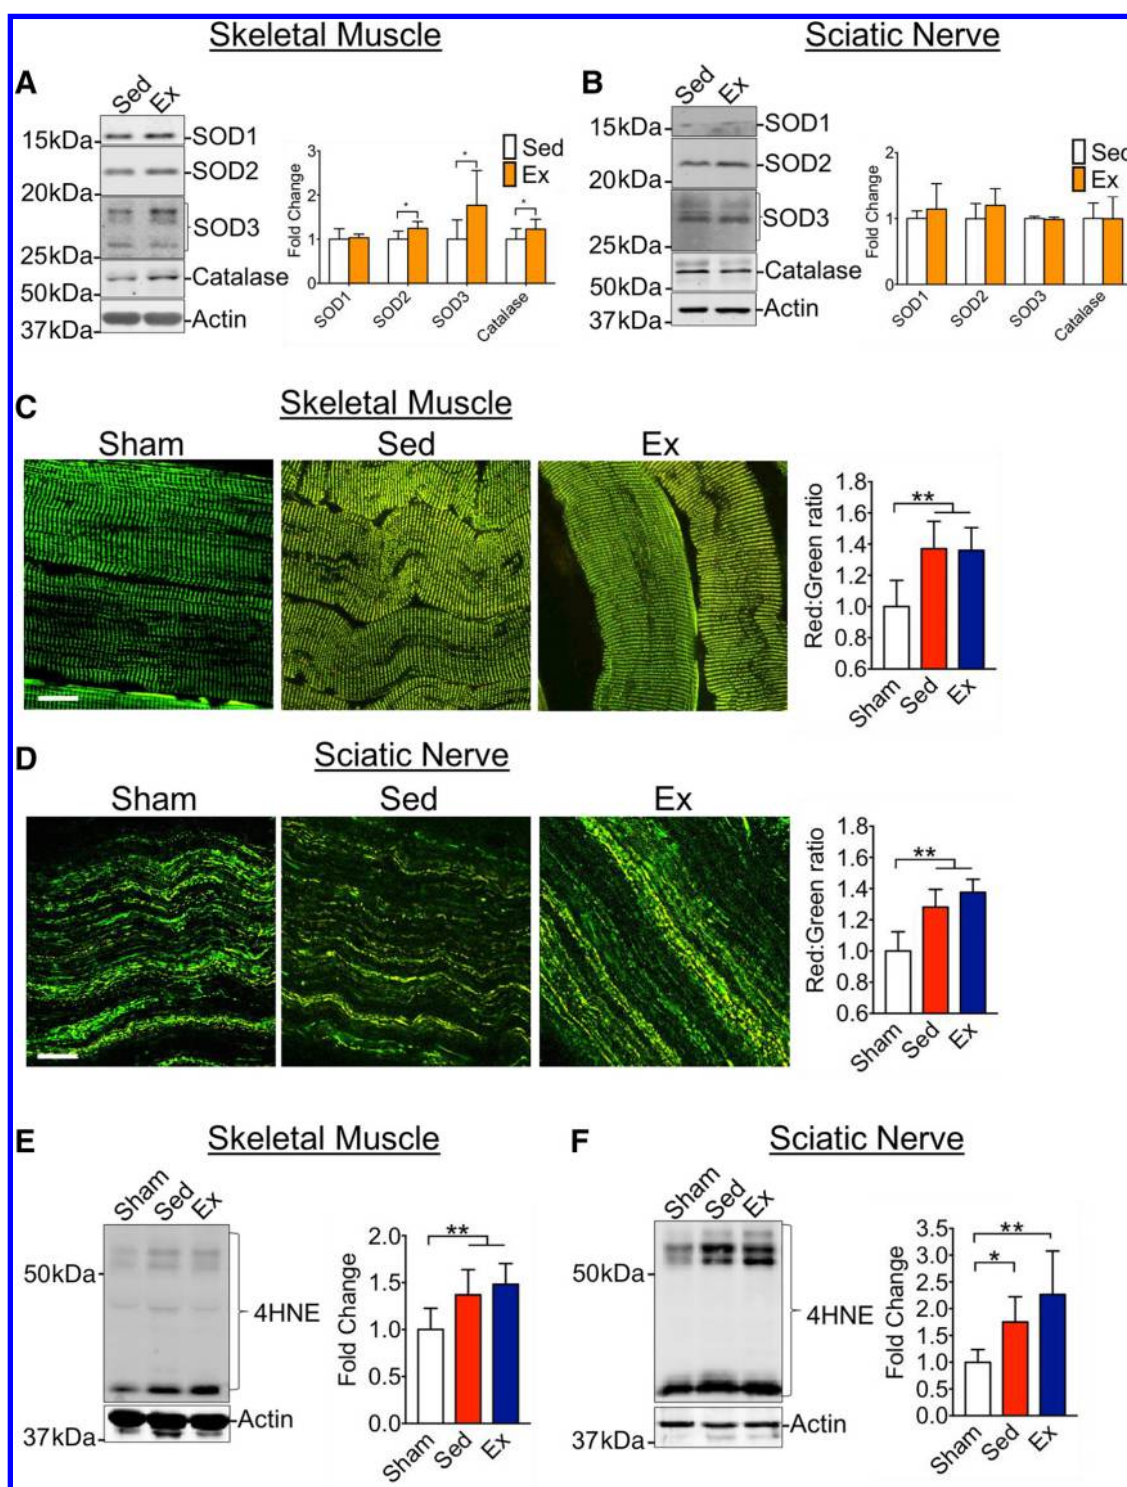 Skeletal Muscle
Sciatic Nerve
A
Sed Ex
15kDa
SOD1
SOD2
20kDa
SOD3
25kDa
Catalase
50kDa
Actin
37kDa
Fold Change
3
2
1
0
* * *
Sed
Ex
SOD1 SOD2 SOD3 Catalase
B
Sed Ex
15kDa
SOD1
SOD2
20kDa
SOD3
25kDa
Catalase
50kDa
Actin
37kDa
Fold Change
2
1
0
Sed
Ex
SOD1 SOD2 SOD3 Catalase
C
Skeletal Muscle
Sham Sed Ex
Red:Green ratio
1.8
1.6
1.4
1.2
1.0
0.8
0.6
**
Sham Sed Ex
D
Sciatic Nerve
Sham Sed Ex
Red:Green ratio
1.8
1.6
1.4
1.2
1.0
0.8
0.6
**
Sham Sed Ex
E
Skeletal Muscle
Sham Sed Ex
50kDa
4HNE
Actin
37kDa
Fold Change
2.0
1.5
1.0
0.5
0.0
**
Sham Sed Ex
F
Sciatic Nerve
Sham Sed Ex
50kDa
4HNE
Actin
37kDa
Fold Change
3.5
3.0
2.5
2.0
1.5
1.0
0.5
0.0
**
*
Sham Sed Ex